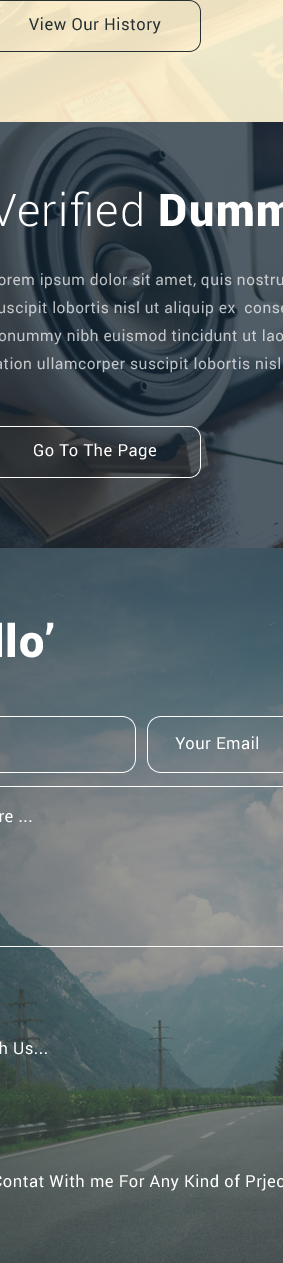 View Our History
Verified Dumm
orem ipsum dolor sit amet, quis nostru
uscipit lobortis nisl ut aliquip ex conse
onummy nibh euismod tincidunt ut lao
ation ullamcorper suscipit lobortis nisl
Go To The Page
llo’
Your Email
re ...
h Us...
Contat With me For Any Kind of Prjec